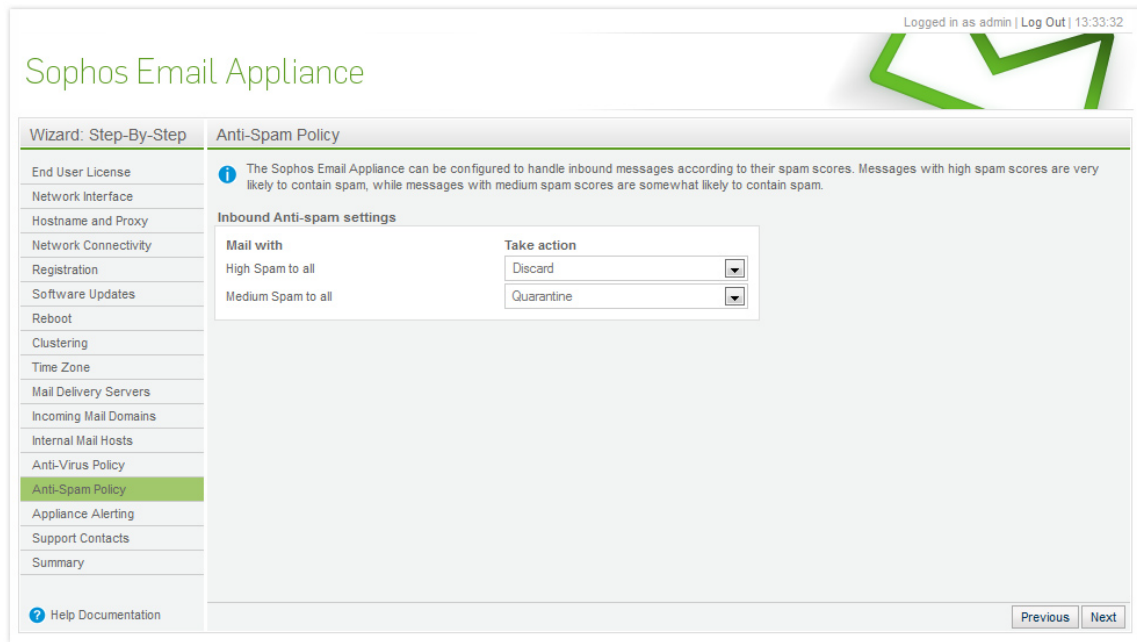 Logged in as admin | Log Out | 13:33:32
Sophos Email Appliance
Wizard: Step-By-Step
End User License
Network Interface
Hostname and Proxy
Network Connectivity
Registration
Software Updates
Reboot
Clustering
Time Zone
Mail Delivery Servers
Incoming Mail Domains
Internal Mail Hosts
Anti-Virus Policy
Anti-Spam Policy
Appliance Alerting
Support Contacts
Summary
Help Documentation
Anti-Spam Policy
The Sophos Email Appliance can be configured to handle inbound messages according to their spam scores. Messages with high spam scores are very
likely to contain spam, while messages with medium spam scores are somewhat likely to contain spam.
Inbound Anti-spam settings
Mail with Take action
High Spam to all Discard
Medium Spam to all Quarantine
Previous Next